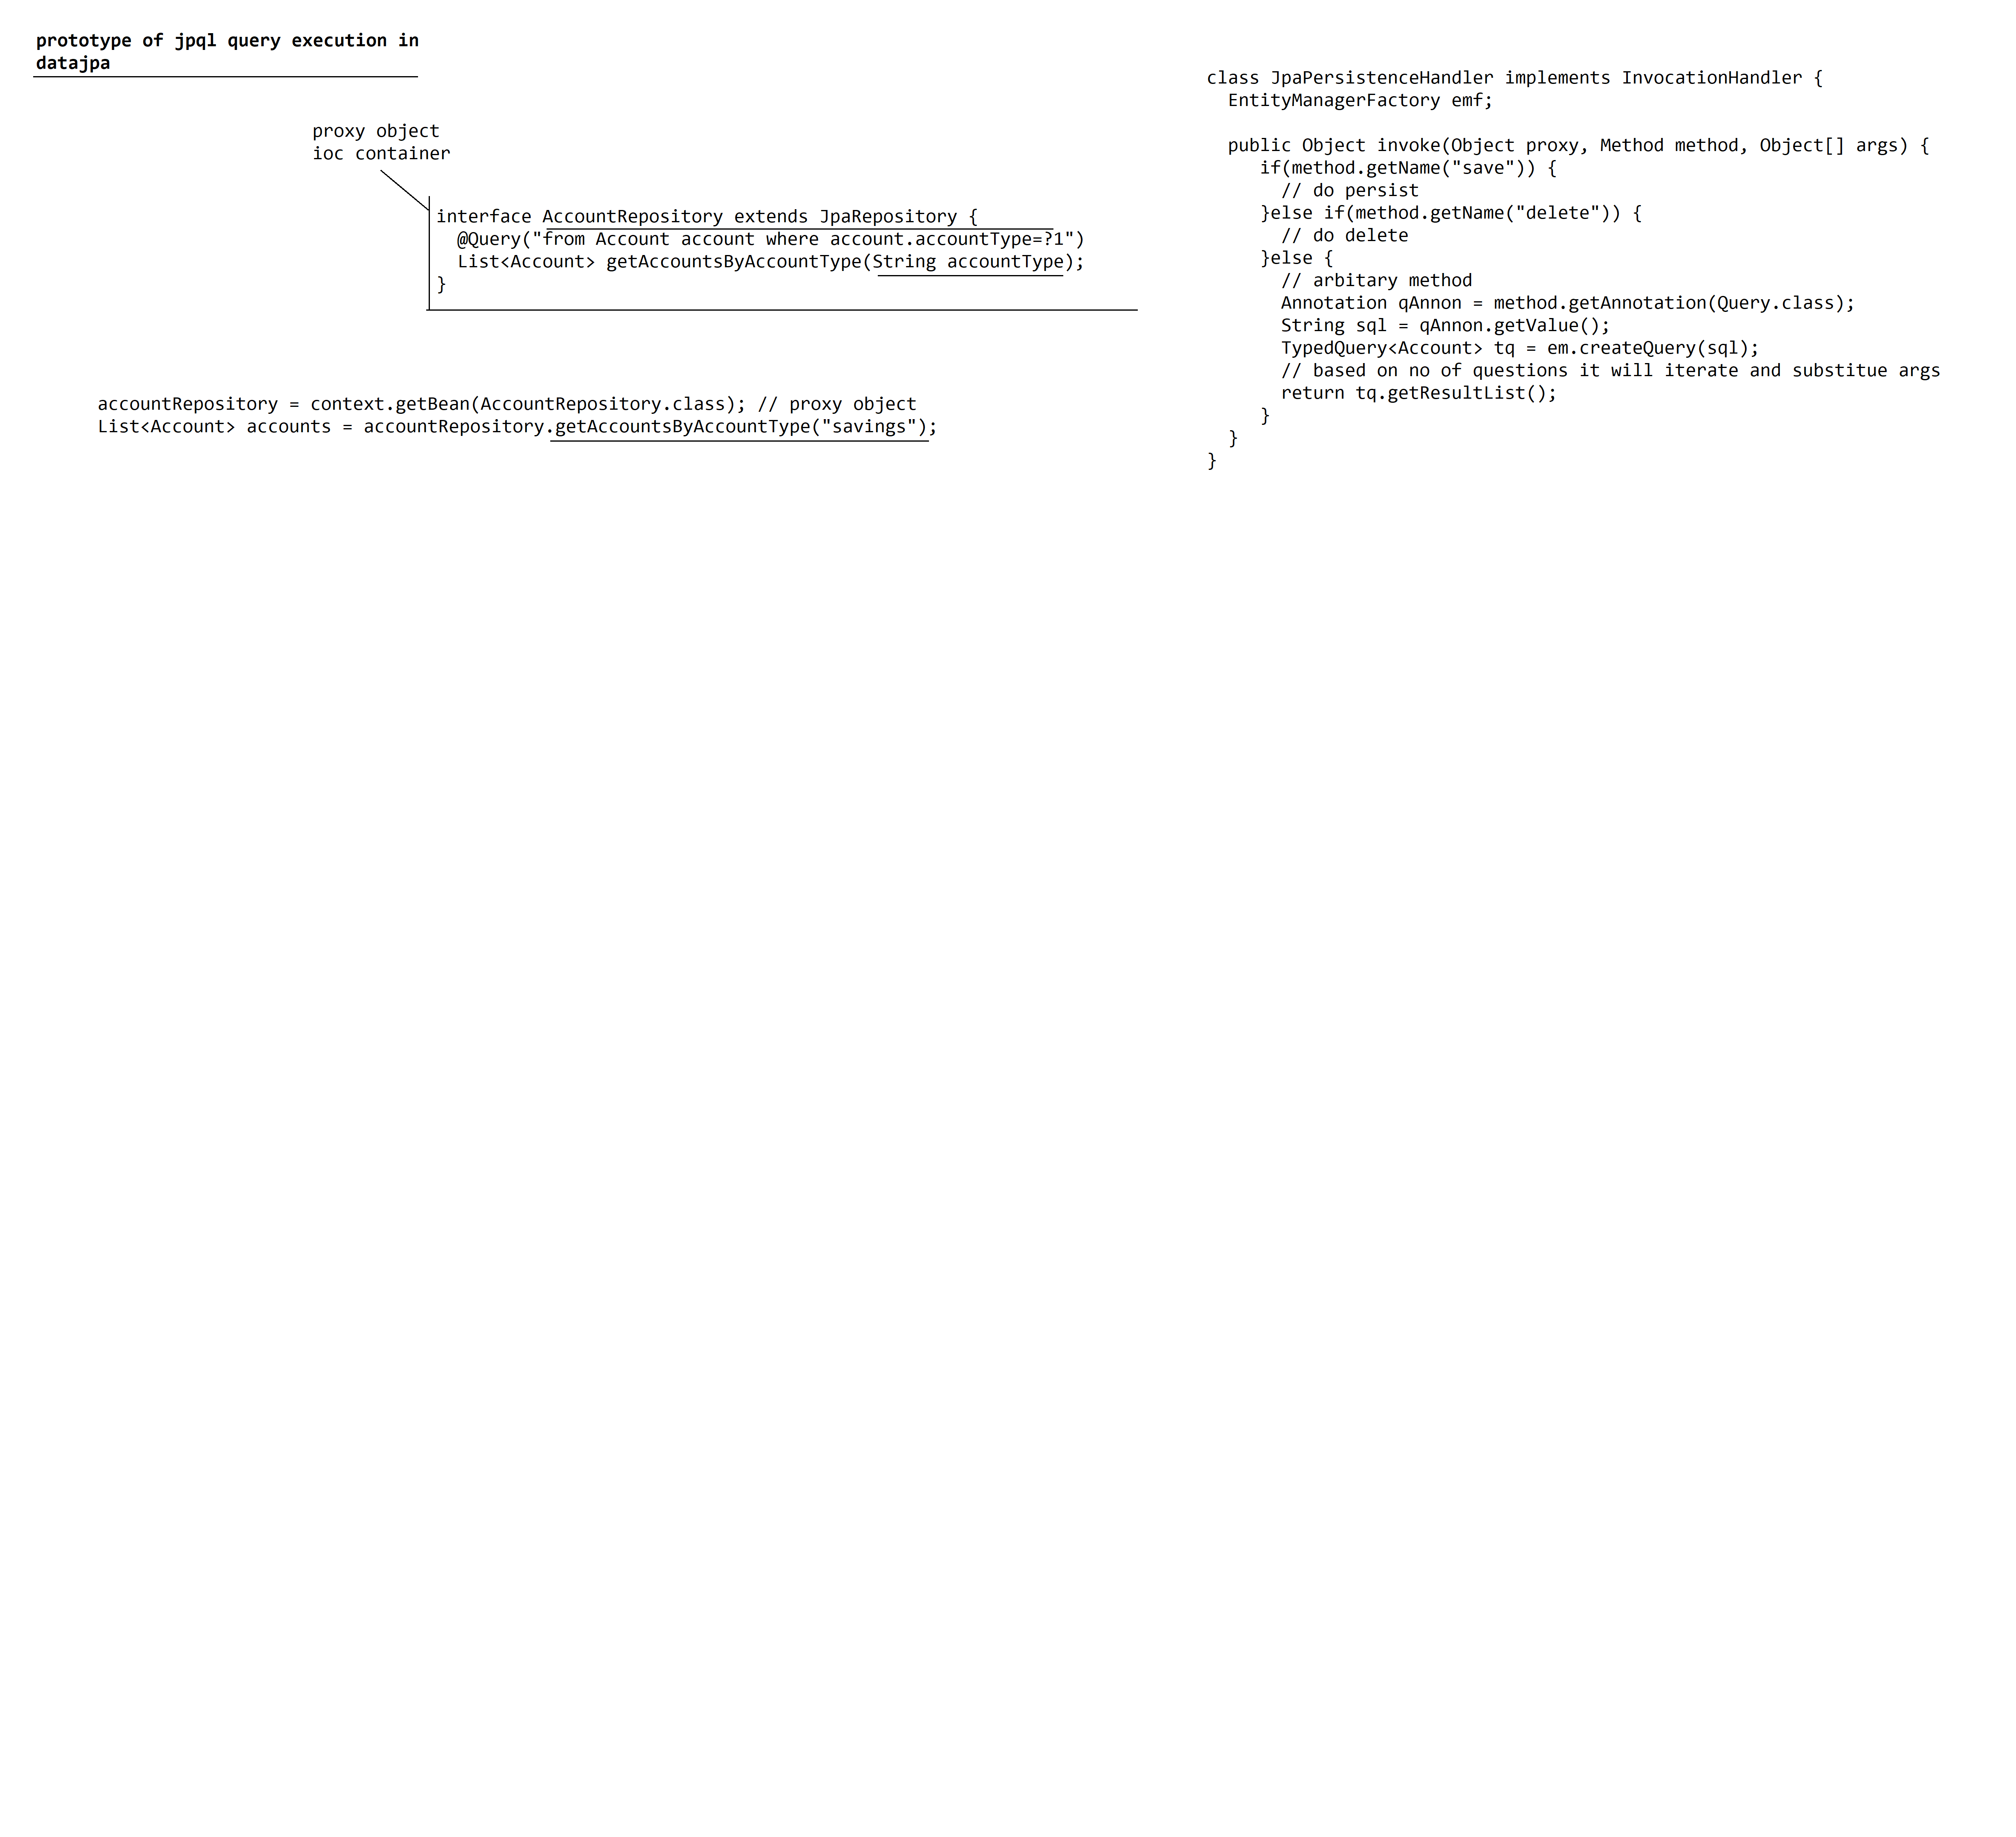 prototype of jpql query execution in
datajpa
proxy object
ioc container
interface AccountRepository extends JpaRepository {
  @Query("from Account account where account.accountType=?1")
  List<Account> getAccountsByAccountType(String accountType);
}
accountRepository = context.getBean(AccountRepository.class); // proxy object
List<Account> accounts = accountRepository.getAccountsByAccountType("savings");
class JpaPersistenceHandler implements InvocationHandler {
  EntityManagerFactory emf;
  public Object invoke(Object proxy, Method method, Object[] args) {
     if(method.getName("save")) {
       // do persist
     }else if(method.getName("delete")) {
       // do delete
     }else {
       // arbitary method
       Annotation qAnnon = method.getAnnotation(Query.class);
       String sql = qAnnon.getValue();
       TypedQuery<Account> tq = em.createQuery(sql);
       // based on no of questions it will iterate and substitue args
       return tq.getResultList();
     }
  }
}